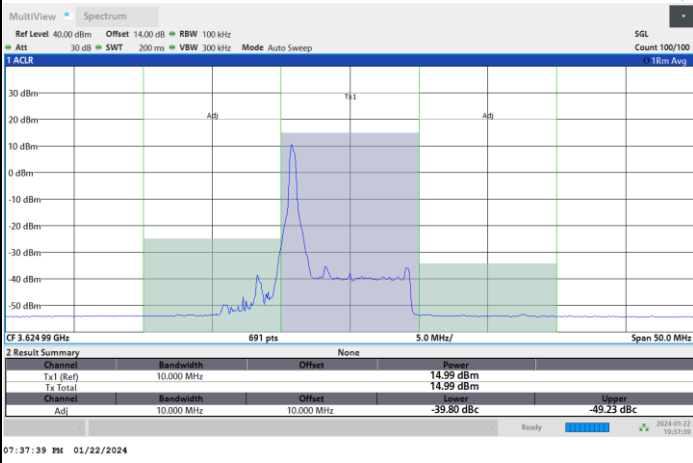 MultiView Spectrum
Ref Level 40.00 dBm Offset 14.00 dB RBW 100 kHz SGL
Att 30 dB SWT 200 ms VBW 300 kHz Mode Auto Sweep Count 100/100
1 ACLR 1Rm Avg
30 dBm
Tx1
20 dBm
Adj Adj
10 dBm
0 dBm
-10 dBm
-20 dBm
-30 dBm
-40 dBm
-50 dBm
CF 3.624 99 GHz 691 pts 5.0 MHz/ Span 50.0 MHz
2 Result Summary None
Channel Bandwidth Offset Power
Tx1 (Ref) 10.000 MHz 14.99 dBm
Tx Total 14.99 dBm
Channel Bandwidth Offset Lower Upper
Adj 10.000 MHz 10.000 MHz -39.80 dBc -49.23 dBc
Ready 2024-01-22
19:37:39
07:37:39 PM 01/22/2024